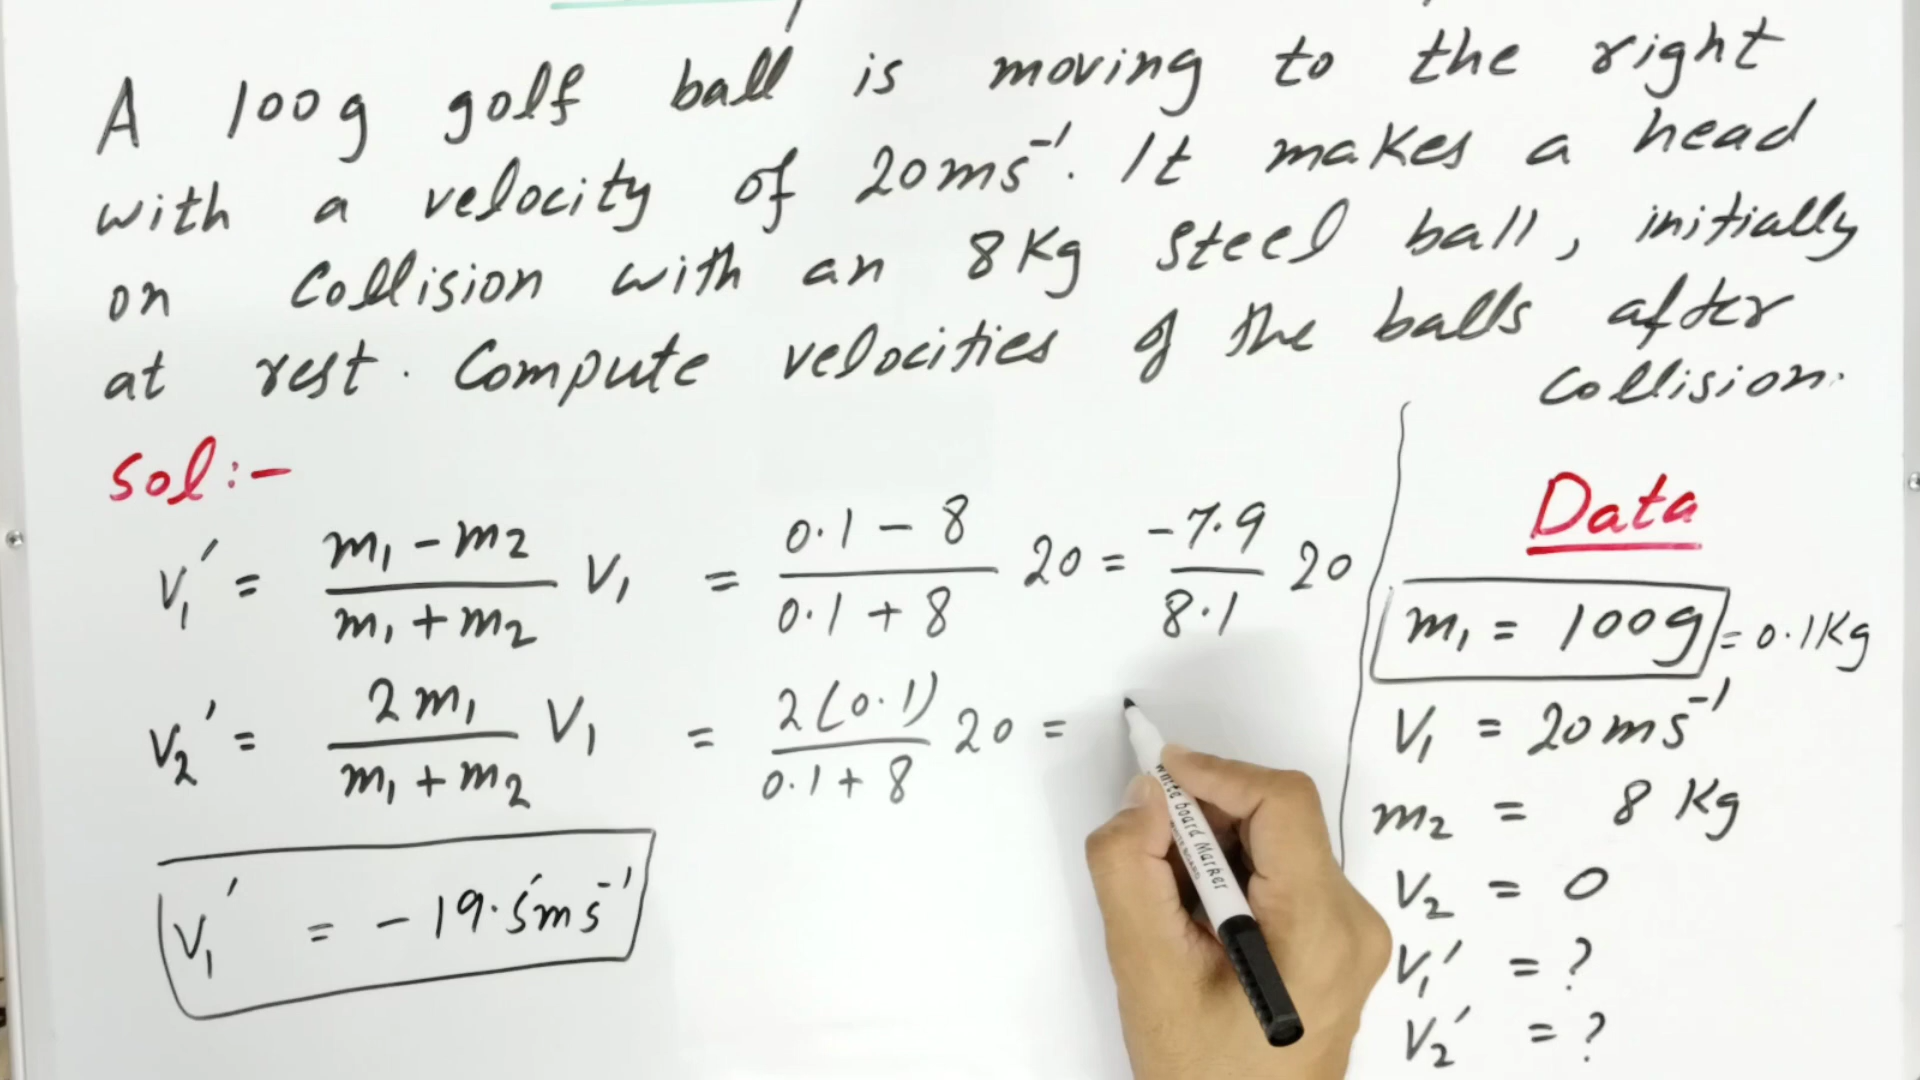 A 100g golf ball is moving to the right
with a velocity of 20ms⁻¹. It makes a head
on collision with an 8Kg steel ball, initially
at rest. Compute velocities of the balls after
collision.
Sol:-
V₁' = (m₁ - m₂)/(m₁ + m₂) V₁ = (0.1 - 8)/(0.1 + 8) 20 = (-7.9)/(8.1) 20
V₂' = (2m₁)/(m₁ + m₂) V₁ = (2(0.1))/(0.1 + 8) 20 =
V₁' = -19.5ms⁻¹
Data
m₁ = 100g = 0.1Kg
V₁ = 20ms⁻¹
m₂ = 8 Kg
V₂ = 0
V₁' = ?
V₂' = ?
White board Marker